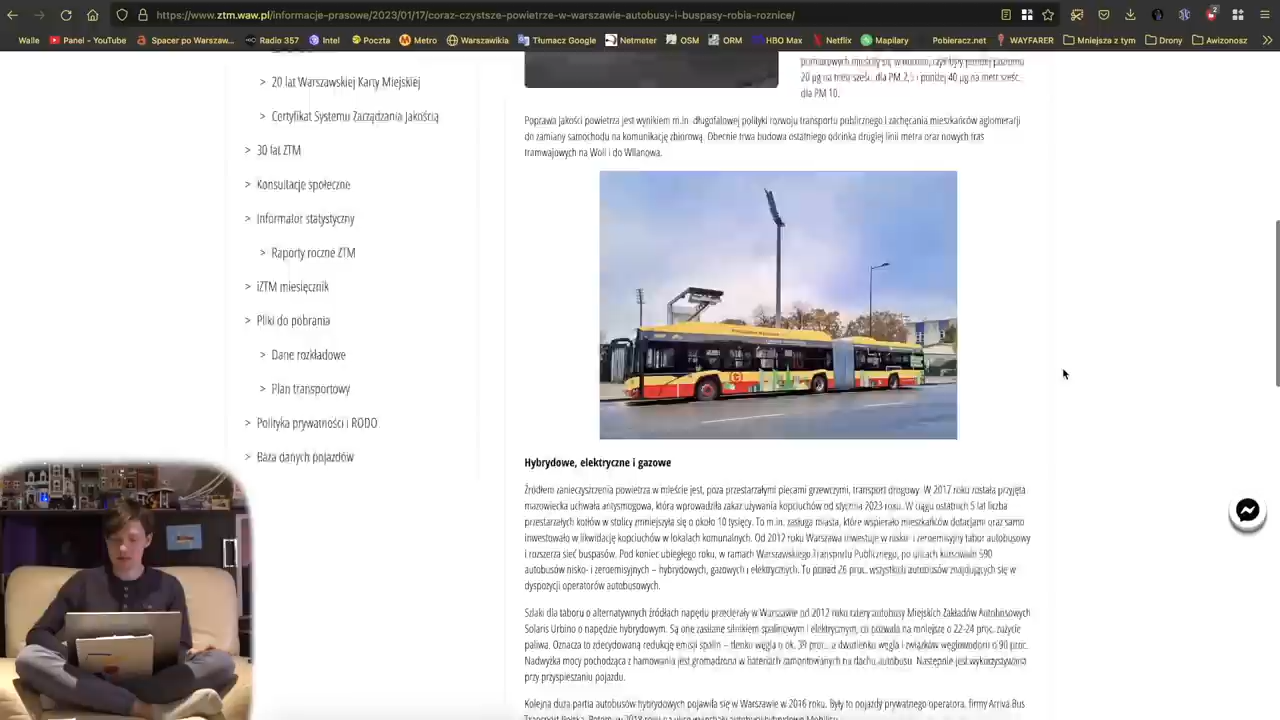 https://www.ztm.waw.pl/informacje-prasowe/2023/01/17/coraz-czystsze-powietrze-w-warszawie-autobusy-i-buspasy-robia-roznice/
2
Walle Panel - YouTube Spacer po Warszaw... Radio 357 Intel Poczta Metro Warszawikia Tłumacz Google Netmeter OSM ORM HBO Max Netflix Mapilary Pobieracz.net WAYFARER Mniejsza z tym Drony Awizonosz
> 20 lat Warszawskiej Karty Miejskiej
> Certyfikat Systemu Zarządzania Jakością
> 30 lat ZTM
> Konsultacje społeczne
> Informator statystyczny
> Raporty roczne ZTM
> iZTM miesięcznik
> Pliki do pobrania
> Dane rozkładowe
> Plan transportowy
> Polityka prywatności i RODO
> Baza danych pojazdów
20 µg na metr sześc. dla PM 2,5 i poniżej 40 µg na metr sześc.
dla PM 10.
Poprawa jakości powietrza jest wynikiem m.in. długofalowej polityki rozwoju transportu publicznego i zachęcania mieszkańców aglomeracji
do zamiany samochodu na komunikację zbiorową. Obecnie trwa budowa ostatniego odcinka drugiej linii metra oraz nowych tras
tramwajowych na Woli i do Wilanowa.
Hybrydowe, elektryczne i gazowe
Źródłem zanieczyszczenia powietrza w mieście jest, poza przestarzałymi piecami grzewczymi, transport drogowy. W 2017 roku została przyjęta
mazowiecka uchwała antysmogowa, która wprowadziła zakaz używania kopciuchów od stycznia 2023 roku. W ciągu ostatnich 5 lat liczba
przestarzałych kotłów w stolicy zmniejszyła się o około 10 tysięcy. To m.in. zasługa miasta, które wspierało mieszkańców dotacjami oraz samo
inwestowało w likwidację kopciuchów w lokalach komunalnych. Od 2012 roku Warszawa inwestuje w nisko- i zeroemisyjny tabor autobusowy
i rozszerza sieć buspasów. Pod koniec ubiegłego roku, w ramach Warszawskiego Transportu Publicznego, po ulicach kursowało 590
autobusów nisko- i zeroemisyjnych – hybrydowych, gazowych i elektrycznych. To ponad 26 proc. wszystkich autobusów znajdujących się w
dyspozycji operatorów autobusowych.
Szlaki dla taboru o alternatywnych źródłach napędu przecierały w Warszawie od 2012 roku cztery autobusy Miejskich Zakładów Autobusowych
Solaris Urbino o napędzie hybrydowym. Są one zasilane silnikiem spalinowym i elektrycznym, co pozwala na mniejsze o 22-24 proc. zużycie
paliwa. Oznacza to zdecydowaną redukcję emisji spalin – tlenku węgla o ok. 39 proc., a dwutlenku węgla i związków węglowodoru o 90 proc.
Nadwyżka mocy pochodząca z hamowania jest gromadzona w bateriach zamontowanych na dachu autobusu. Następnie jest wykorzystywana
przy przyspieszaniu pojazdu.
Kolejna duża partia autobusów hybrydowych pojawiła się w Warszawie w 2016 roku. Były to pojazdy prywatnego operatora, firmy Arriva Bus